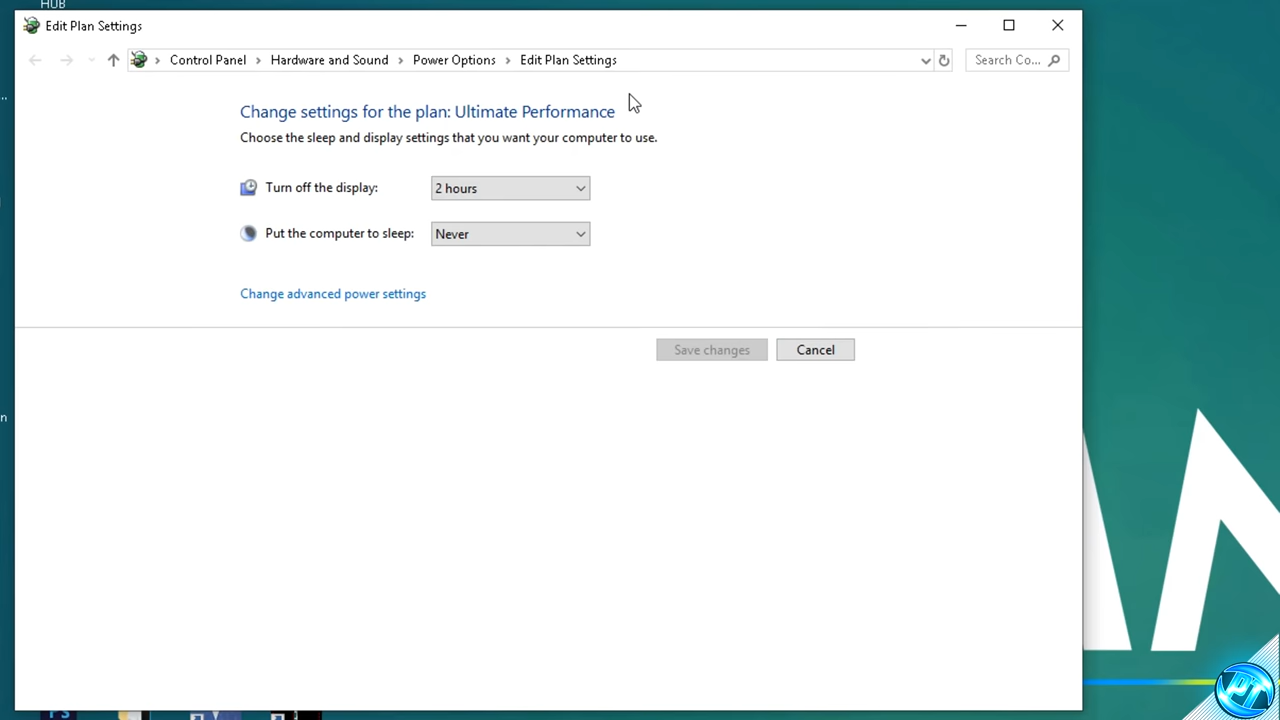 HUB
Edit Plan Settings
Control Panel > Hardware and Sound > Power Options > Edit Plan Settings
Search Co...
Change settings for the plan: Ultimate Performance
Choose the sleep and display settings that you want your computer to use.
Turn off the display: 2 hours
Put the computer to sleep: Never
Change advanced power settings
Save changes
Cancel
PS
PT